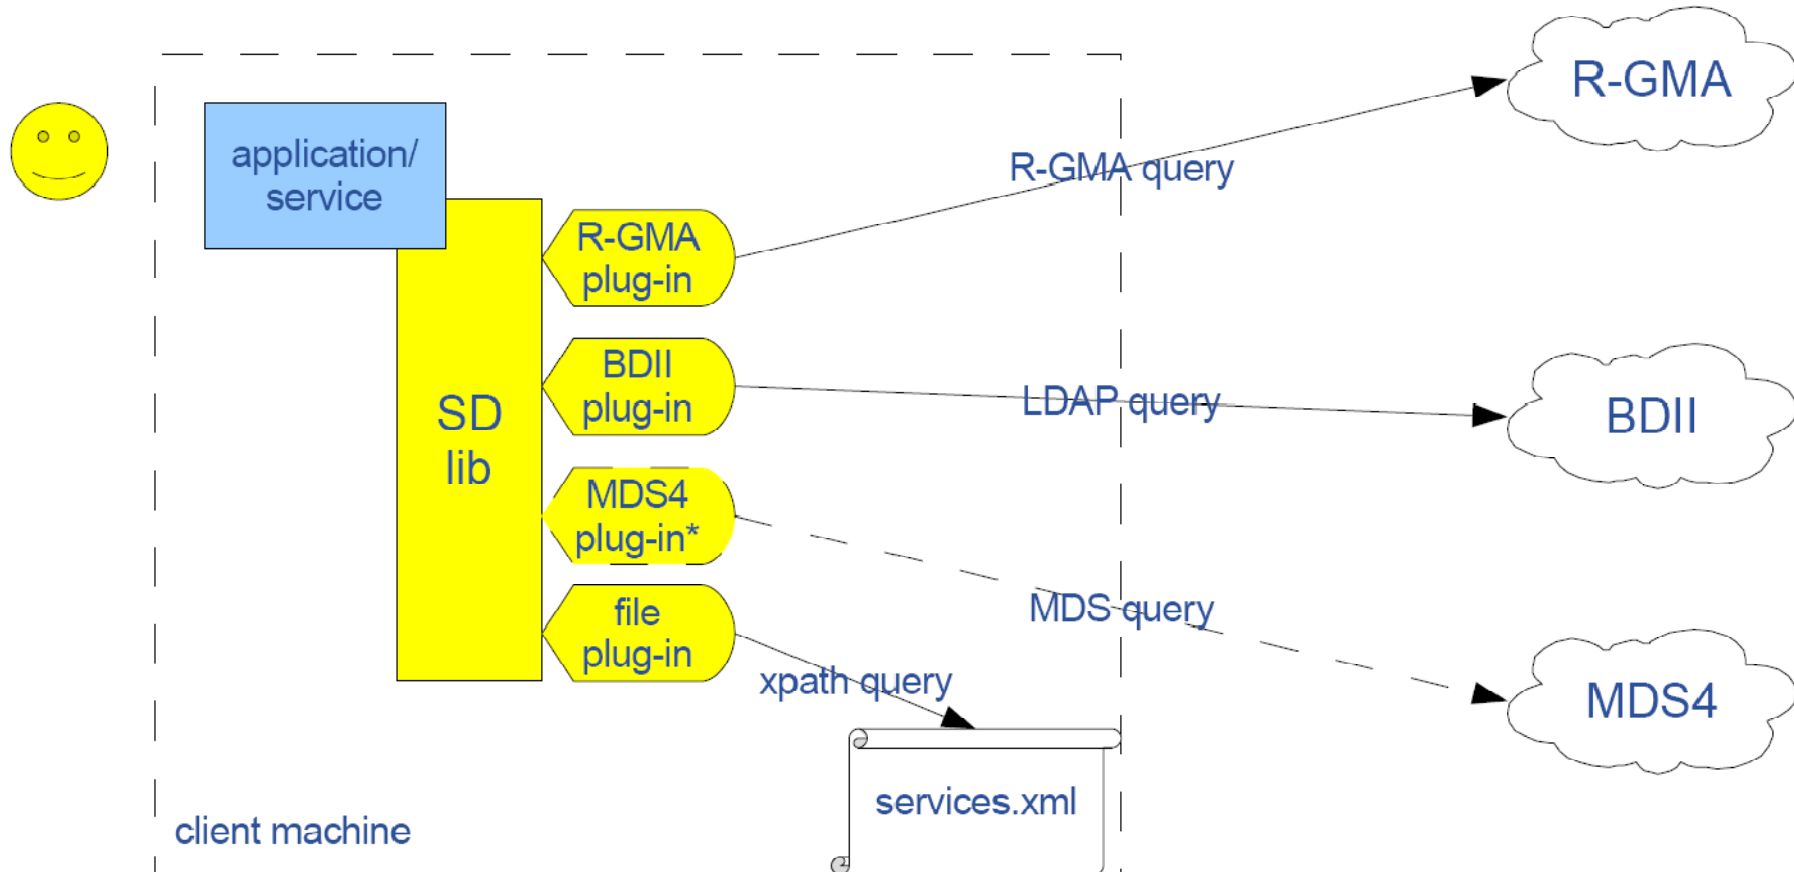 R-GMA
application/
service
R-GMA query
R-GMA
plug-in
BDII
plug-in
LDAP query
BDII
SD
lib
MDS4
plug-in*
MDS query
file
plug-in
xpath query
MDS4
services.xml
client machine